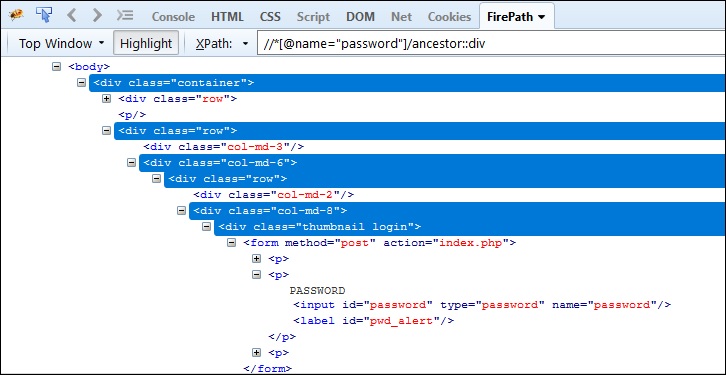 Console HTML CSS Script DOM Net Cookies FirePath ▾
Top Window ▾ Highlight XPath: ▾ //*[@name="password"]/ancestor::div
<body>
<div class="container">
<div class="row">
<p/>
<div class="row">
<div class="col-md-3"/>
<div class="col-md-6">
<div class="row">
<div class="col-md-2"/>
<div class="col-md-8">
<div class="thumbnail login">
<form method="post" action="index.php">
<p>
<p>
PASSWORD
<input id="password" type="password" name="password"/>
<label id="pwd_alert"/>
</p>
<p>
</form>